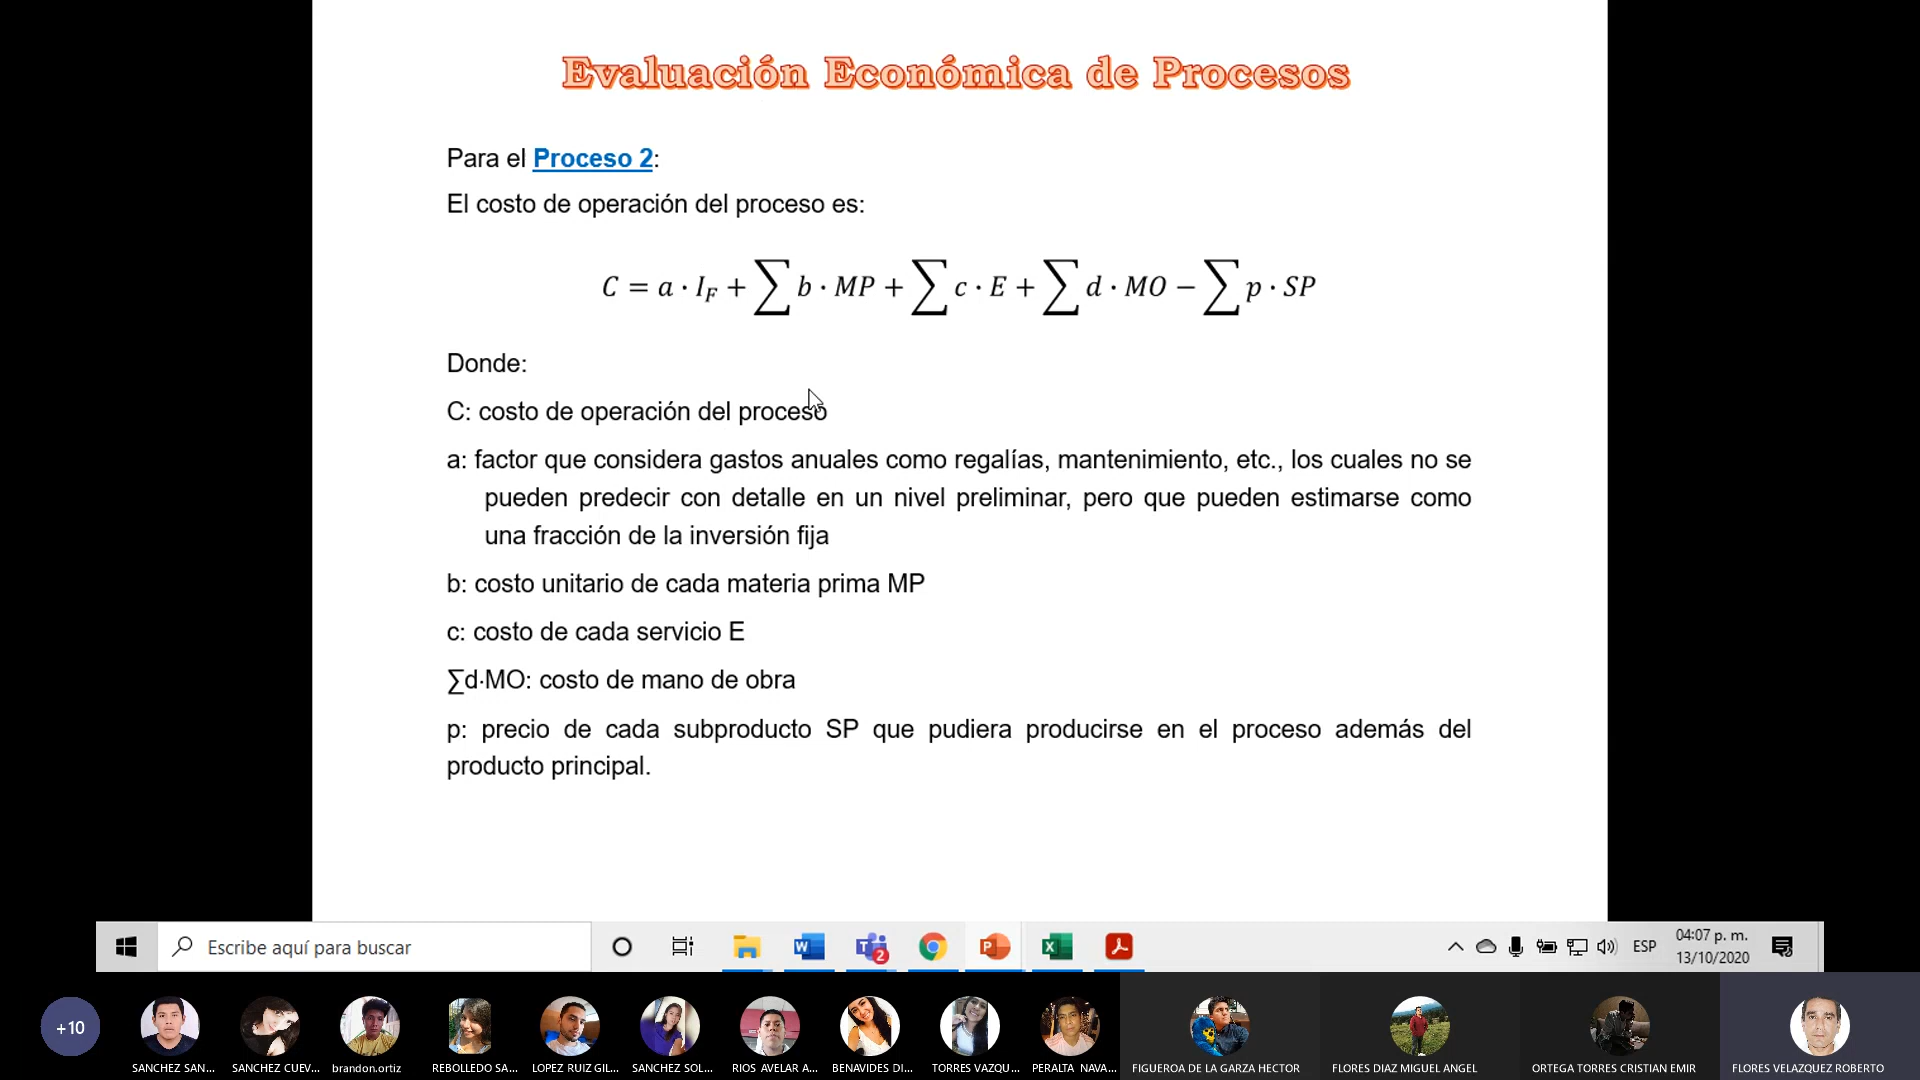 Evaluación Económica de Procesos
Para el Proceso 2:
El costo de operación del proceso es:
C = a · I_F + ∑ b · MP + ∑ c · E + ∑ d · MO − ∑ p · SP
Donde:
C: costo de operación del proceso
a: factor que considera gastos anuales como regalías, mantenimiento, etc., los cuales no se
pueden predecir con detalle en un nivel preliminar, pero que pueden estimarse como
una fracción de la inversión fija
b: costo unitario de cada materia prima MP
c: costo de cada servicio E
∑d·MO: costo de mano de obra
p: precio de cada subproducto SP que pudiera producirse en el proceso además del
producto principal.
Escribe aquí para buscar
2
ESP
04:07 p. m.
13/10/2020
+10
SANCHEZ SAN...
SANCHEZ CUEV...
brandon.ortiz
REBOLLEDO SA...
LOPEZ RUIZ GIL...
SANCHEZ SOL...
RIOS AVELAR A...
BENAVIDES DI...
TORRES VAZQU...
PERALTA NAVA...
FIGUEROA DE LA GARZA HECTOR
FLORES DIAZ MIGUEL ANGEL
ORTEGA TORRES CRISTIAN EMIR
FLORES VELAZQUEZ ROBERTO